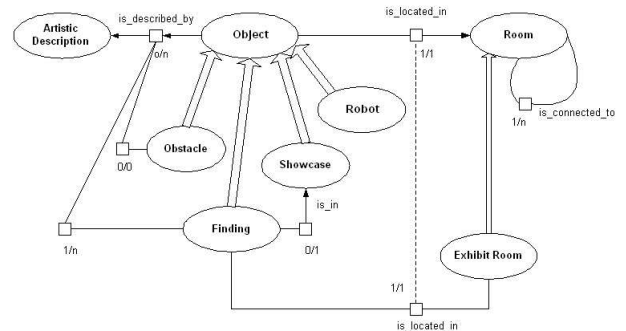 is_described_by
is_located_in
Artistic
Description
Object
Room
o/n
1/1
1/n
is_connected_to
Robot
Obstacle
0/0
Showcase
is_in
1/n
Finding
0/1
Exhibit Room
1/1
is_located_in